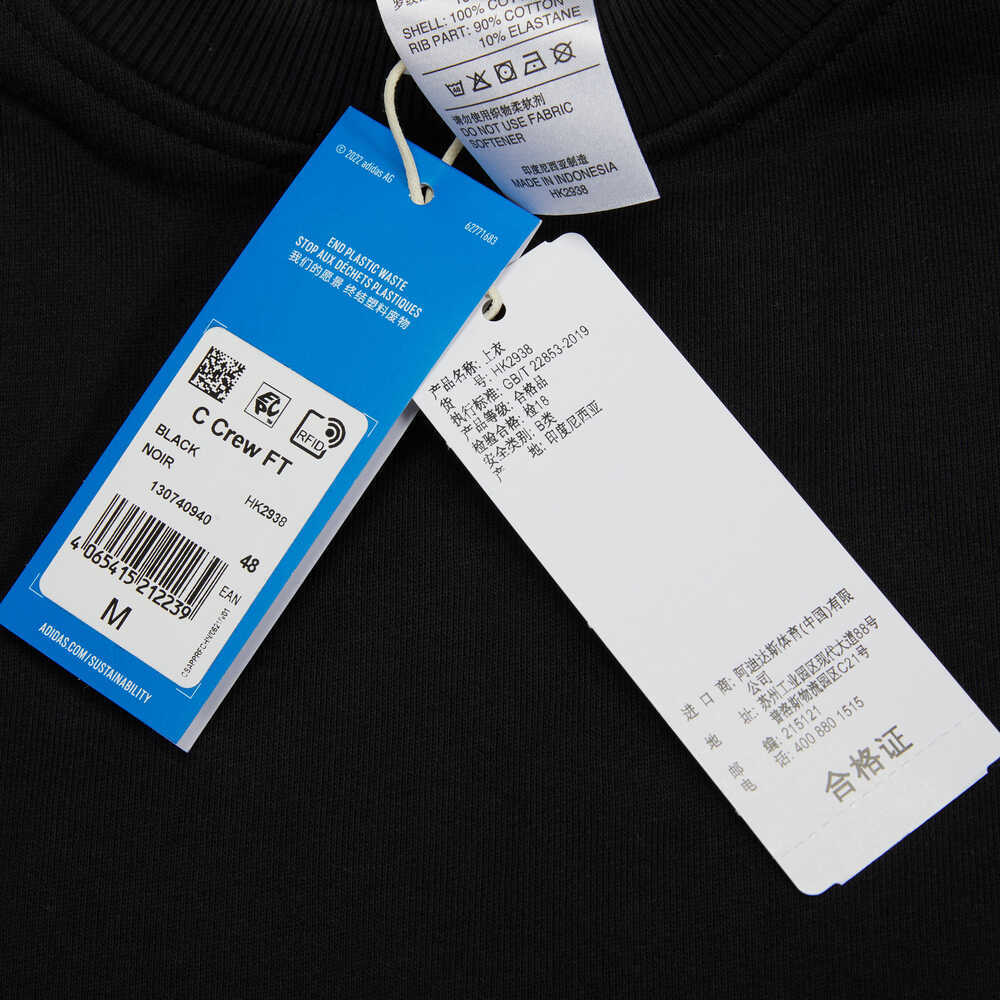 SHELL: 100% COTTON
RIB PART: 90% COTTON
10% ELASTANE
请勿使用织物柔软剂
DO NOT USE FABRIC
SOFTENER
印度尼西亚制造
MADE IN INDONESIA
HK2938
© 2022 adidas AG
62771683
END PLASTIC WASTE
STOP AUX DÉCHETS PLASTIQUES
我们的愿景 终结塑料废物
EPC
RFID
C Crew FT
BLACK
NOIR
130740940
HK2938
48
4 065415 212239
EAN
M
ADIDAS.COM/SUSTAINABILITY
产品名称: 上衣
货 号: HK2938
执行标准: GB/T 22853-2019
产品等级: 合格品
检验合格: 检18
安全类别: B类
产 地: 印度尼西亚
进 口 商: 阿迪达斯体育(中国)有限
公司
地 址: 苏州工业园区现代大道88号
普洛斯物流园区C21号
邮 编: 215121
电 话: 400 880 1515
合格证